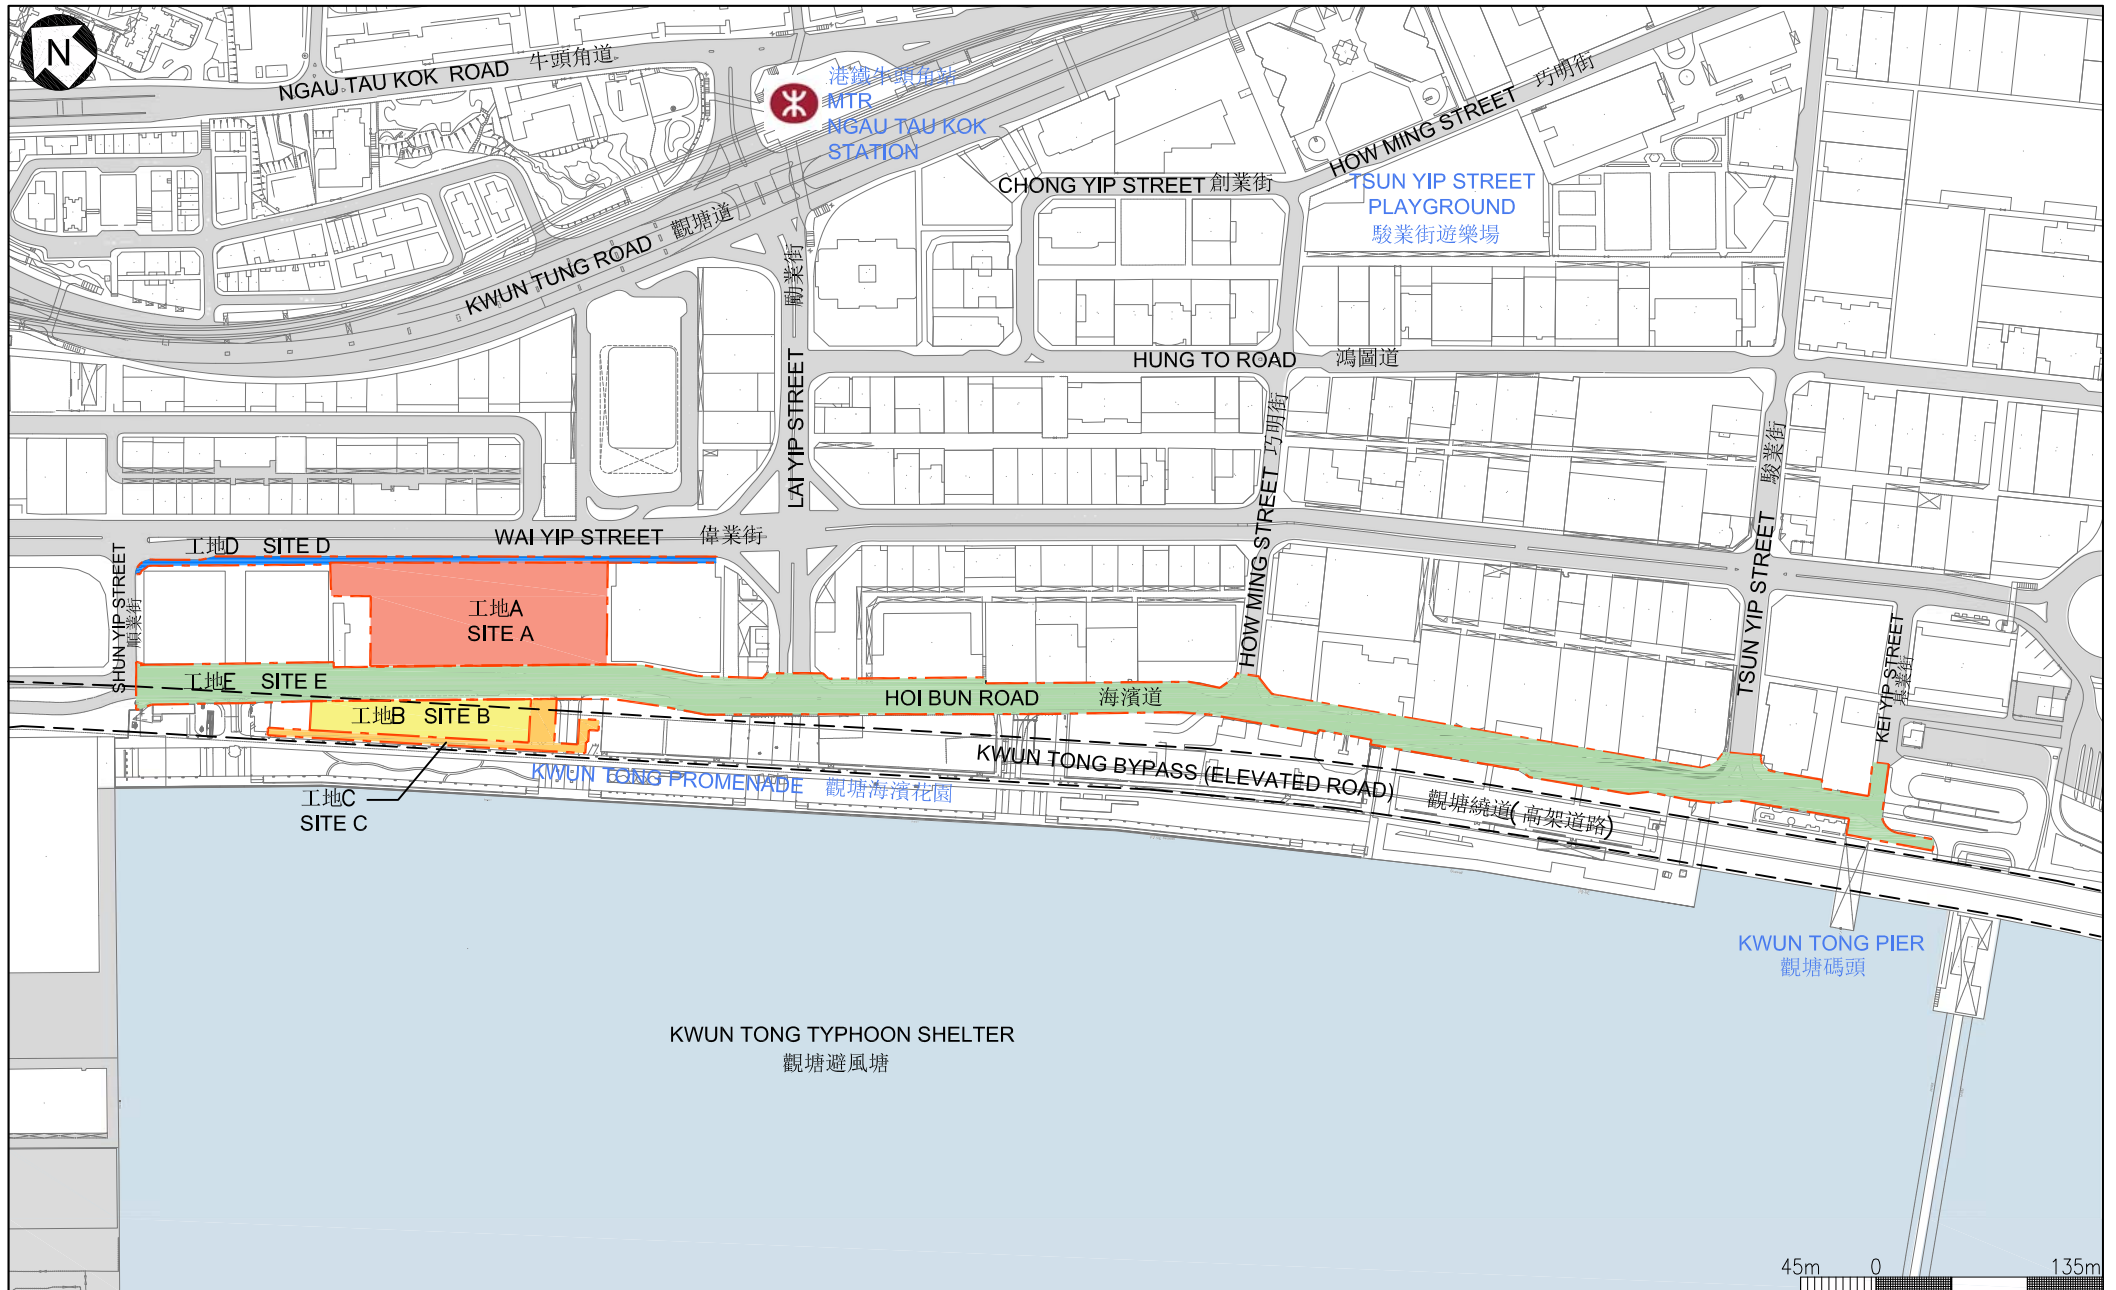 N
NGAU TAU KOK ROAD 牛頭角道
港鐵牛頭角站
MTR
NGAU TAU KOK
STATION
HOW MING STREET 巧明街
CHONG YIP STREET 創業街
TSUN YIP STREET
PLAYGROUND
駿業街遊樂場
KWUN TUNG ROAD 觀塘道
勵業街
LAI YIP STREET
HUNG TO ROAD 鴻圖道
HOW MING STREET 巧明街
駿業街
TSUN YIP STREET
WAI YIP STREET 偉業街
工地D SITE D
SHUN YIP STREET
順業街
工地A
SITE A
KEI YIP STREET
基業街
工地E SITE E
HOI BUN ROAD 海濱道
工地B SITE B
KWUN TONG BYPASS (ELEVATED ROAD) 觀塘繞道(高架道路)
KWUN TONG PROMENADE 觀塘海濱花園
工地C
SITE C
KWUN TONG PIER
觀塘碼頭
KWUN TONG TYPHOON SHELTER
觀塘避風塘
45m 0 135m